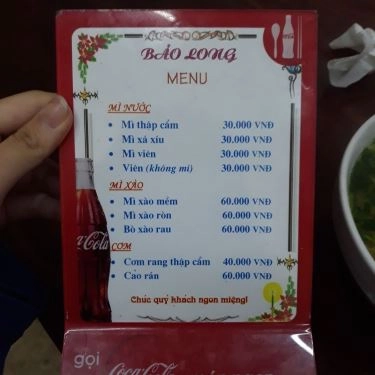 BẢO LONG
MENU
MÌ NƯỚC
• Mì thập cẩm 30.000 VNĐ
• Mì xá xíu 30.000 VNĐ
• Mì viên 30.000 VNĐ
• Viên (không mì) 30.000 VNĐ
MÌ XÀO
• Mì xào mềm 60.000 VNĐ
• Mì xào ròn 60.000 VNĐ
• Bò xào rau 60.000 VNĐ
CƠM
• Cơm rang thập cẩm 40.000 VNĐ
• Cảo rán 60.000 VNĐ
Chúc quý khách ngon miệng!
Coca-Cola
gọi Coca-Cola